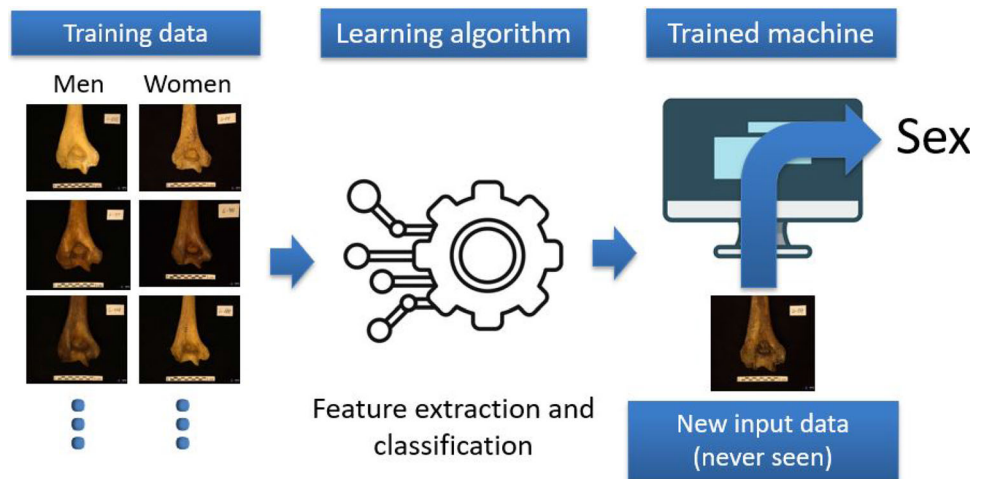 Training data
Men
Women
Learning algorithm
Feature extraction and
classification
Trained machine
Sex
New input data
(never seen)